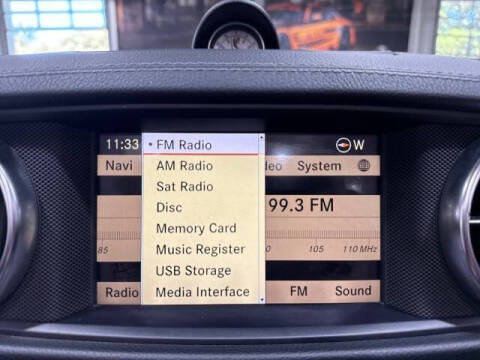 11:33
• FM Radio
W
Navi
AM Radio
System
Sat Radio
Disc
99.3 FM
Memory Card
85
Music Register
105
110 MHz
USB Storage
Radio
Media Interface
FM
Sound